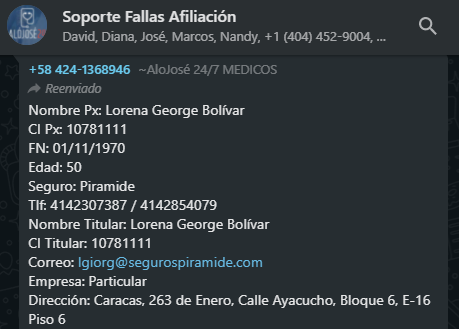 Soporte Fallas Afiliación
David, Diana, José, Marcos, Nandy, +1 (404) 452-9004, ...
ALOJOSÉ
+58 424-1368946 ~AloJosé 24/7 MEDICOS
Reenviado
Nombre Px: Lorena George Bolívar
CI Px: 10781111
FN: 01/11/1970
Edad: 50
Seguro: Piramide
Tlf: 4142307387 / 4142854079
Nombre Titular: Lorena George Bolívar
CI Titular: 10781111
Correo: lgiorg@segurospiramide.com
Empresa: Particular
Dirección: Caracas, 263 de Enero, Calle Ayacucho, Bloque 6, E-16
Piso 6